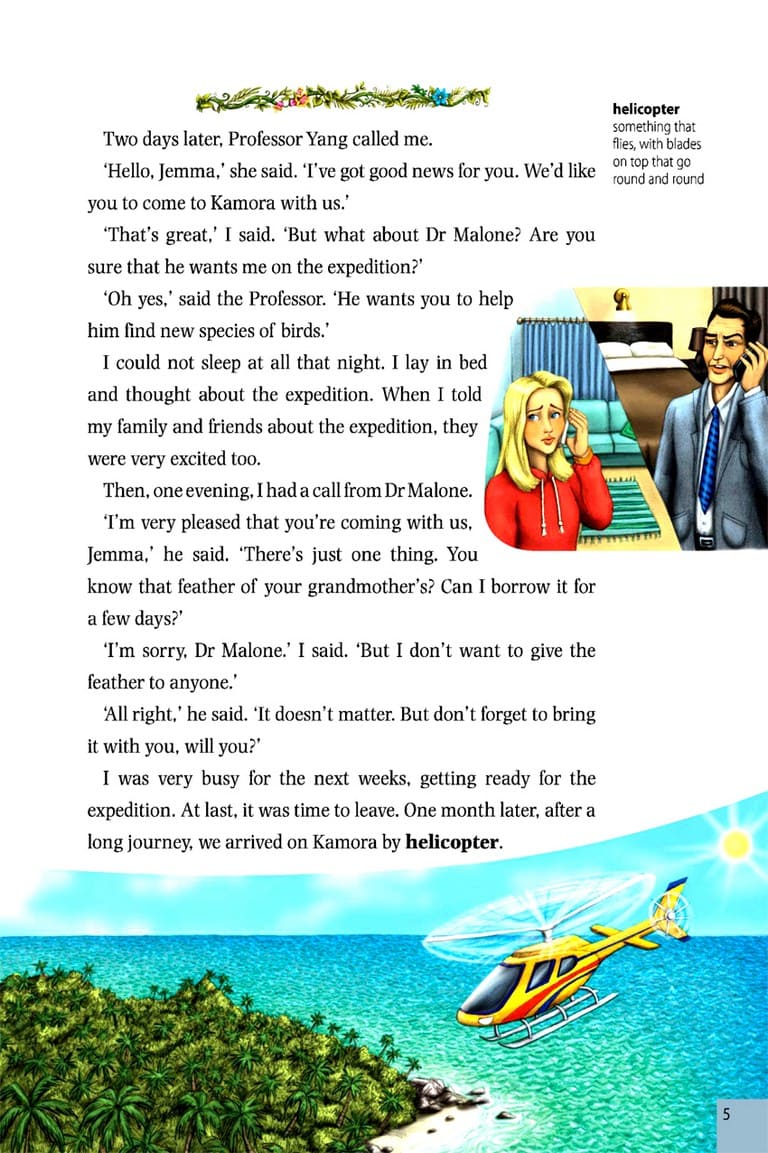 Two days later, Professor Yang called me.
‘Hello, Jemma,’ she said. ‘I’ve got good news for you. We’d like
you to come to Kamora with us.’
‘That’s great,’ I said. ‘But what about Dr Malone? Are you
sure that he wants me on the expedition?’
‘Oh yes,’ said the Professor. ‘He wants you to help
him find new species of birds.’
I could not sleep at all that night. I lay in bed
and thought about the expedition. When I told
my family and friends about the expedition, they
were very excited too.
Then, one evening, I had a call from Dr Malone.
‘I’m very pleased that you’re coming with us,
Jemma,’ he said. ‘There’s just one thing. You
know that feather of your grandmother’s? Can I borrow it for
a few days?’
‘I’m sorry, Dr Malone.’ I said. ‘But I don’t want to give the
feather to anyone.’
‘All right,’ he said. ‘It doesn’t matter. But don’t forget to bring
it with you, will you?’
I was very busy for the next weeks, getting ready for the
expedition. At last, it was time to leave. One month later, after a
long journey, we arrived on Kamora by helicopter.
helicopter
something that
flies, with blades
on top that go
round and round
5